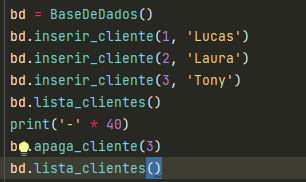 bd = BaseDeDados()
bd.inserir_cliente(1, 'Lucas')
bd.inserir_cliente(2, 'Laura')
bd.inserir_cliente(3, 'Tony')
bd.lista_clientes()
print('-' * 40)
bd.apaga_cliente(3)
bd.lista_clientes()